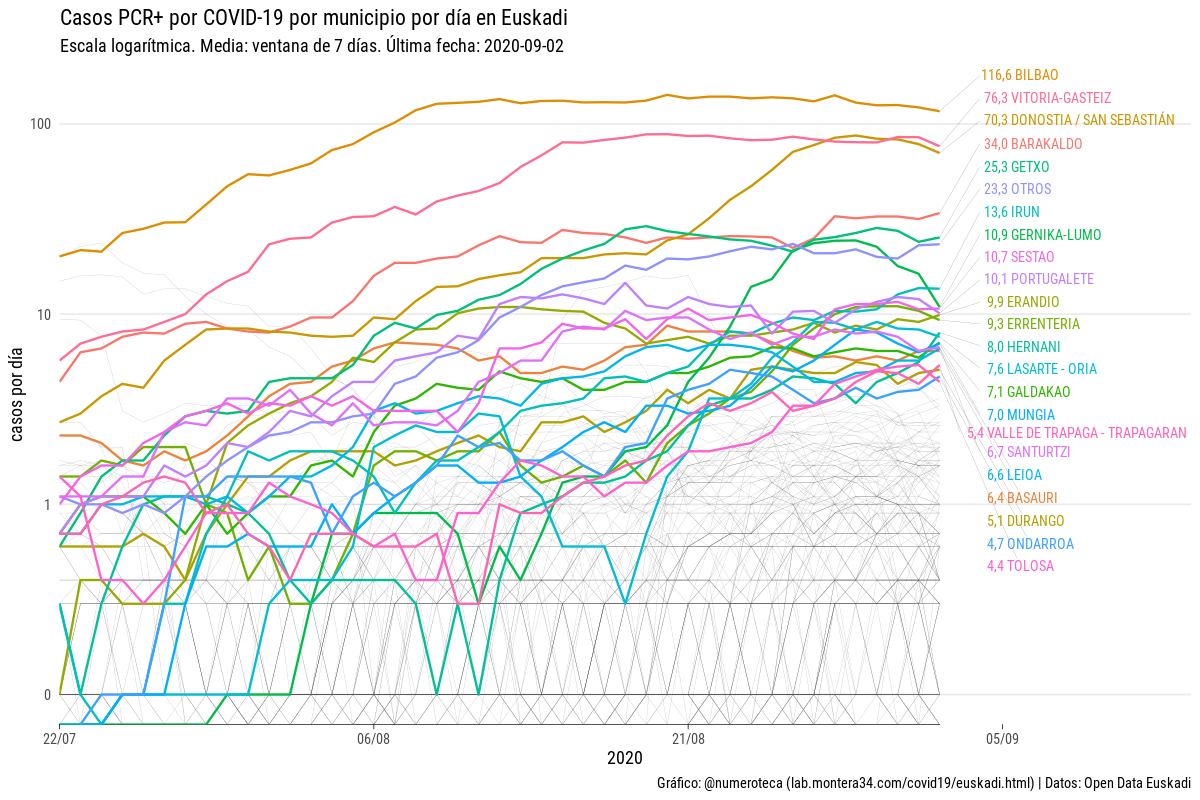 Casos PCR+ por COVID-19 por municipio por día en Euskadi
Escala logarítmica. Media: ventana de 7 días. Última fecha: 2020-09-02
116,6 BILBAO
76,3 VITORIA-GASTEIZ
70,3 DONOSTIA / SAN SEBASTIÁN
34,0 BARAKALDO
25,3 GETXO
23,3 OTROS
13,6 IRUN
10,9 GERNIKA-LUMO
10,7 SESTAO
10,1 PORTUGALETE
9,9 ERANDIO
9,3 ERRENTERIA
8,0 HERNANI
7,6 LASARTE - ORIA
7,1 GALDAKAO
7,0 MUNGIA
5,4 VALLE DE TRAPAGA - TRAPAGARAN
6,7 SANTURTZI
6,6 LEIOA
6,4 BASAURI
5,1 DURANGO
4,7 ONDARROA
4,4 TOLOSA
casos por día
100
10
1
0
22/07
06/08
21/08
05/09
2020
Gráfico: @numeroteca (lab.montera34.com/covid19/euskadi.html) | Datos: Open Data Euskadi